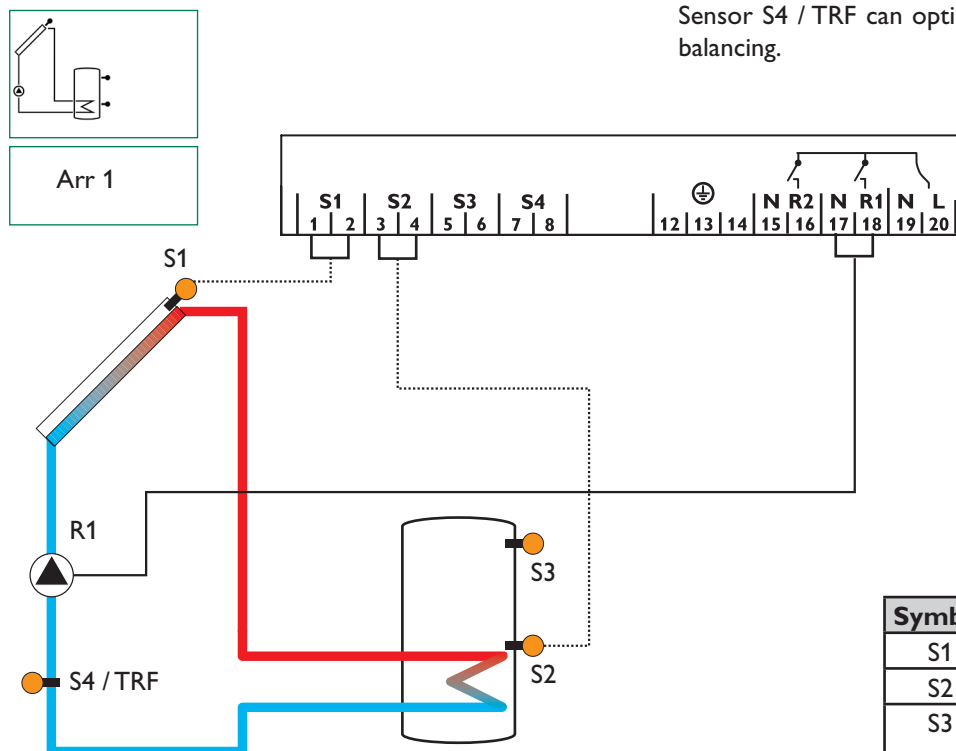 Sensor S4 / TRF can opti
balancing.
Arr 1
S1 S2 S3 S4 N R2 N R1 N L
1 2 3 4 5 6 7 8 12 13 14 15 16 17 18 19 20
S1
R1
S3
S2
S4 / TRF
Symb
S1
S2
S3